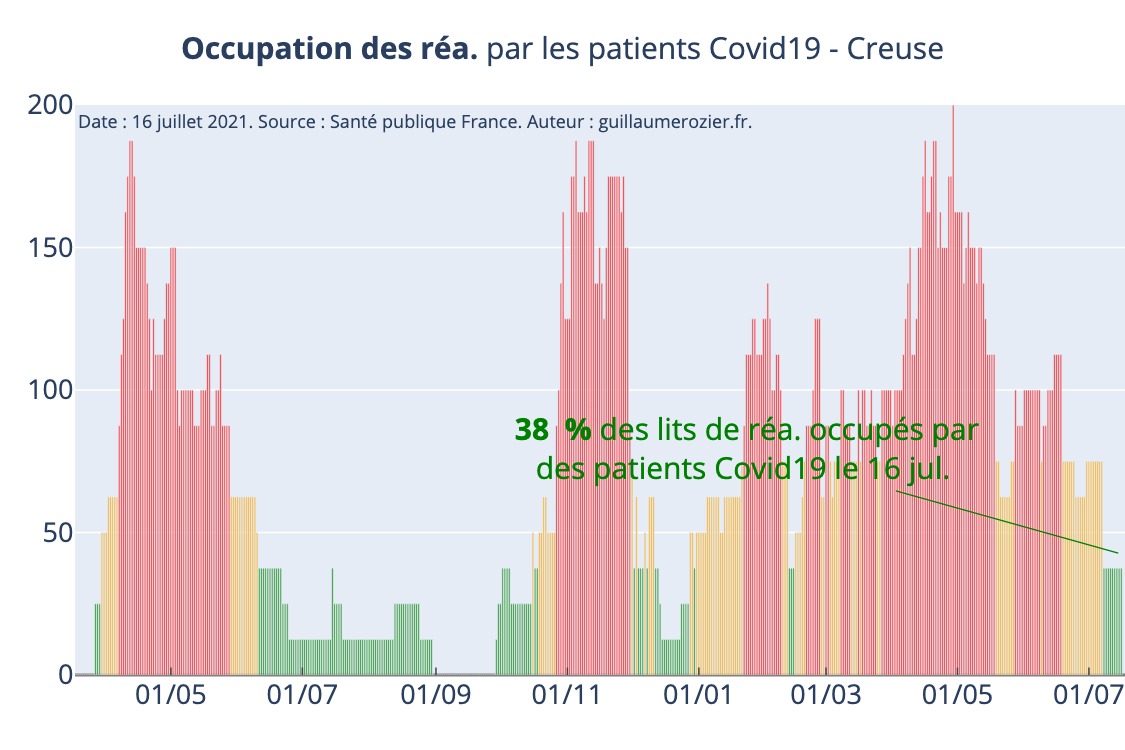 Occupation des réa. par les patients Covid19 - Creuse
200
Date : 16 juillet 2021. Source : Santé publique France. Auteur : guillaumerozier.fr.
150
100
38 % des lits de réa. occupés par
des patients Covid19 le 16 jul.
50
0
01/05 01/07 01/09 01/11 01/01 01/03 01/05 01/07